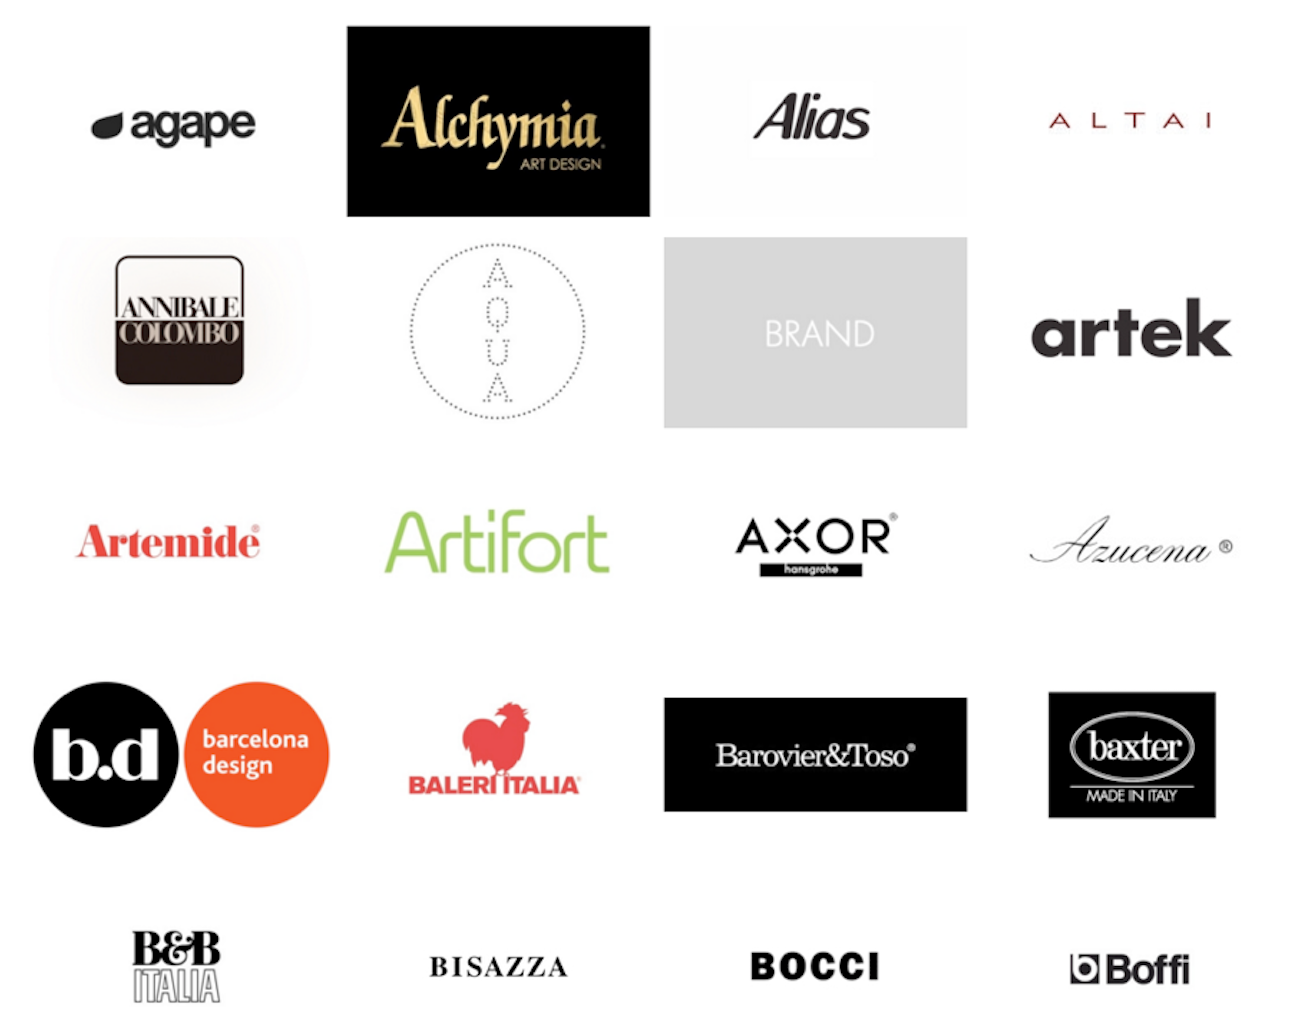 agape
Alchymia
ART DESIGN
Alias
ALTAI
ANNIBALE
COLOMBO
AQUA
BRAND
artek
Artemide®
Artifort
AXOR®
hansgrohe
Azucena®
b.d
barcelona
design
BALERI ITALIA
Barovier&Toso®
baxter
MADE IN ITALY
B&B
ITALIA
BISAZZA
BOCCI
b Boffi